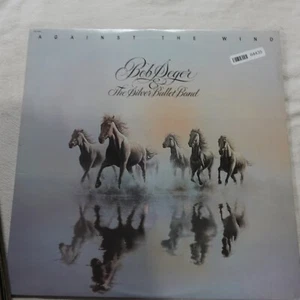 AGAINST THE WIND
Bob Seger
&
The Silver Bullet Band